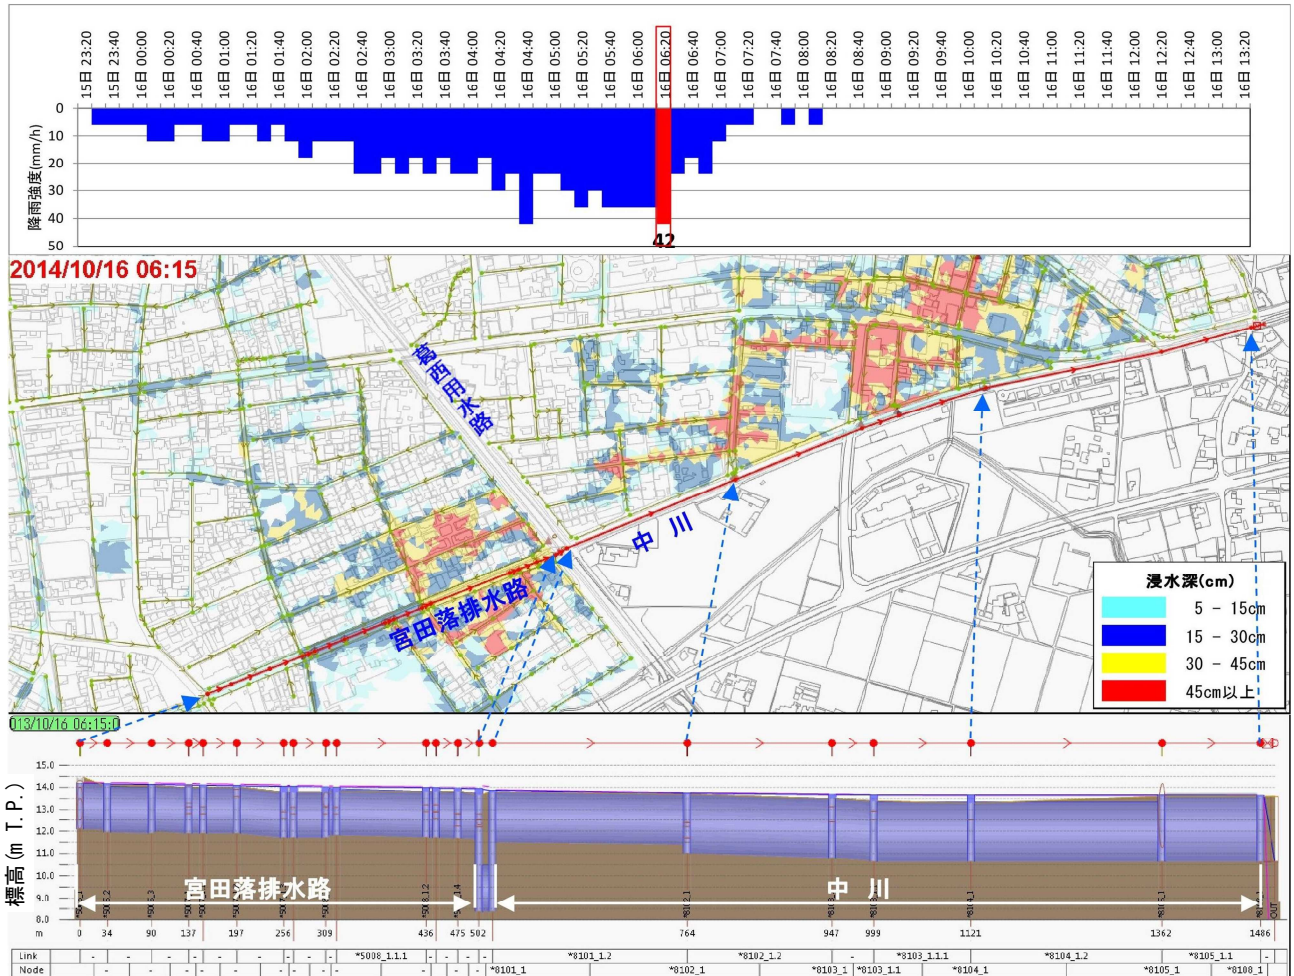 15日 23:20
15日 23:40
16日 00:00
16日 00:20
16日 00:40
16日 01:00
16日 01:20
16日 01:40
16日 02:00
16日 02:20
16日 02:40
16日 03:00
16日 03:20
16日 03:40
16日 04:00
16日 04:20
16日 04:40
16日 05:00
16日 05:20
16日 05:40
16日 06:00
16日 06:20
16日 06:40
16日 07:00
16日 07:20
16日 07:40
16日 08:00
16日 08:20
16日 08:40
16日 09:00
16日 09:20
16日 09:40
16日 10:00
16日 10:20
16日 10:40
16日 11:00
16日 11:20
16日 11:40
16日 12:00
16日 12:20
16日 12:40
16日 13:00
16日 13:20
降雨強度(mm/h)
0
10
20
30
40
50
42
2014/10/16 06:15
葛西用水路
中川
宮田落排水路
浸水深(cm)
5 - 15cm
15 - 30cm
30 - 45cm
45cm以上
013/10/16 06:15:0
標高(m T.P.)
15.0
14.0
13.0
12.0
11.0
10.0
9.0
8.0
宮田落排水路
中 川
OUT
m 0 34 90 137 197 256 309 436 475 502 764 947 999 1121 1362 1486
Link - - - - - - - *5008_1.1.1 - - - - *8101_1.2 *8102_1.2 - *8103_1.1.1 *8104_1.2 *8105_1.1 -
Node - - - - - - - - - - - *8101_1 *8102_1 *8103_1 *8103_1.1 *8104_1 *8105_1 *8108_1